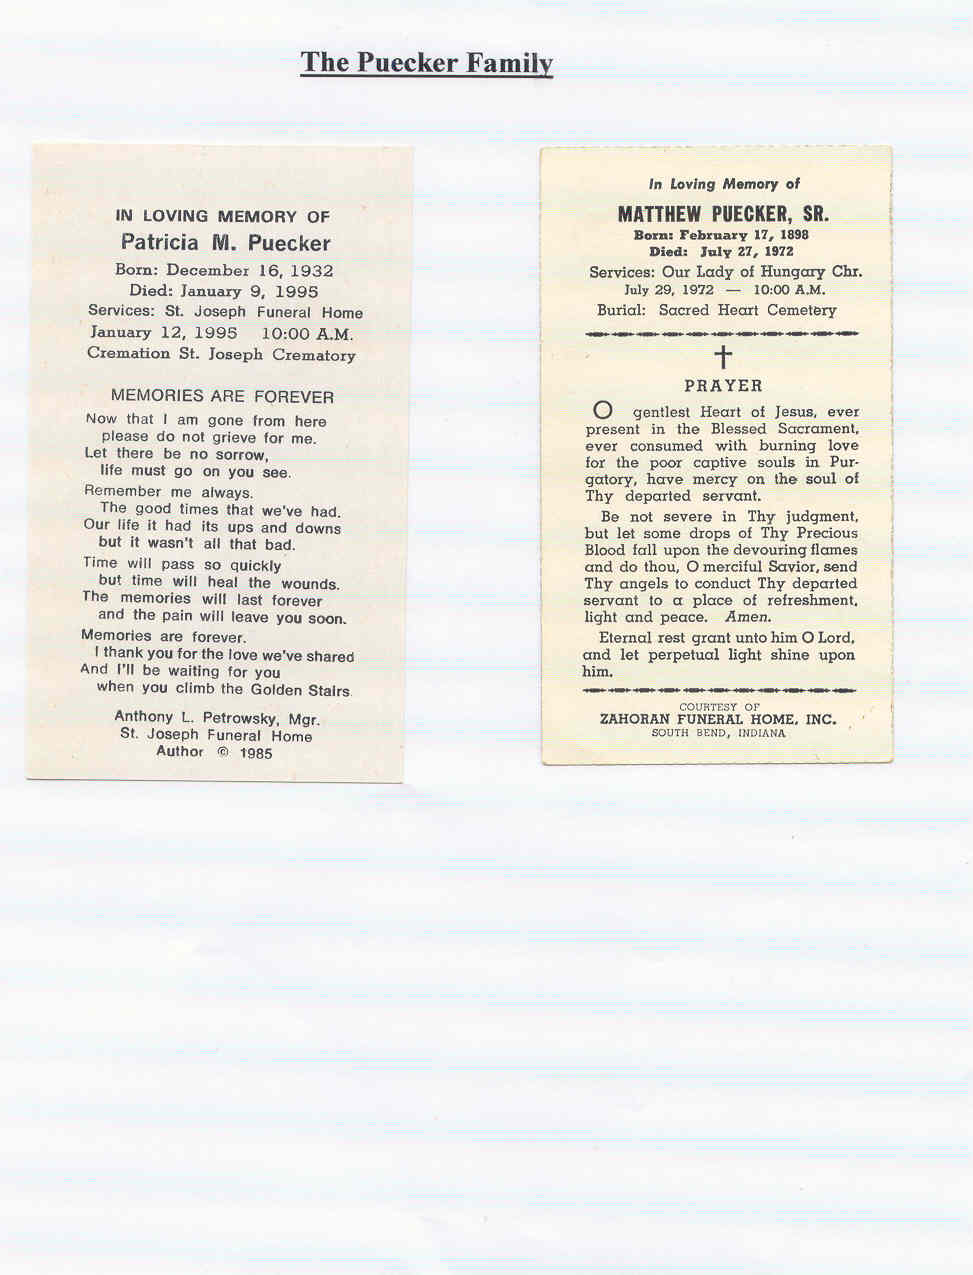 The Puecker Family
IN LOVING MEMORY OF
Patricia M. Puecker
Born: December 16, 1932
Died: January 9, 1995
Services: St. Joseph Funeral Home
January 12, 1995 10:00 A.M.
Cremation St. Joseph Crematory
MEMORIES ARE FOREVER
Now that I am gone from here
please do not grieve for me.
Let there be no sorrow,
life must go on you see.
Remember me always.
The good times that we've had.
Our life it had its ups and downs
but it wasn't all that bad.
Time will pass so quickly
but time will heal the wounds.
The memories will last forever
and the pain will leave you soon.
Memories are forever.
I thank you for the love we've shared
And I'll be waiting for you
when you climb the Golden Stairs.
Anthony L. Petrowsky, Mgr.
St. Joseph Funeral Home
Author © 1985
In Loving Memory of
MATTHEW PUECKER, SR.
Born: February 17, 1898
Died: July 27, 1972
Services: Our Lady of Hungary Chr.
July 29, 1972 — 10:00 A.M.
Burial: Sacred Heart Cemetery
PRAYER
O gentlest Heart of Jesus, ever
present in the Blessed Sacrament,
ever consumed with burning love
for the poor captive souls in Pur-
gatory, have mercy on the soul of
Thy departed servant.
Be not severe in Thy judgment,
but let some drops of Thy Precious
Blood fall upon the devouring flames
and do thou, O merciful Savior, send
Thy angels to conduct Thy departed
servant to a place of refreshment,
light and peace. Amen.
Eternal rest grant unto him O Lord,
and let perpetual light shine upon
him.
COURTESY OF
ZAHORAN FUNERAL HOME, INC.
SOUTH BEND, INDIANA